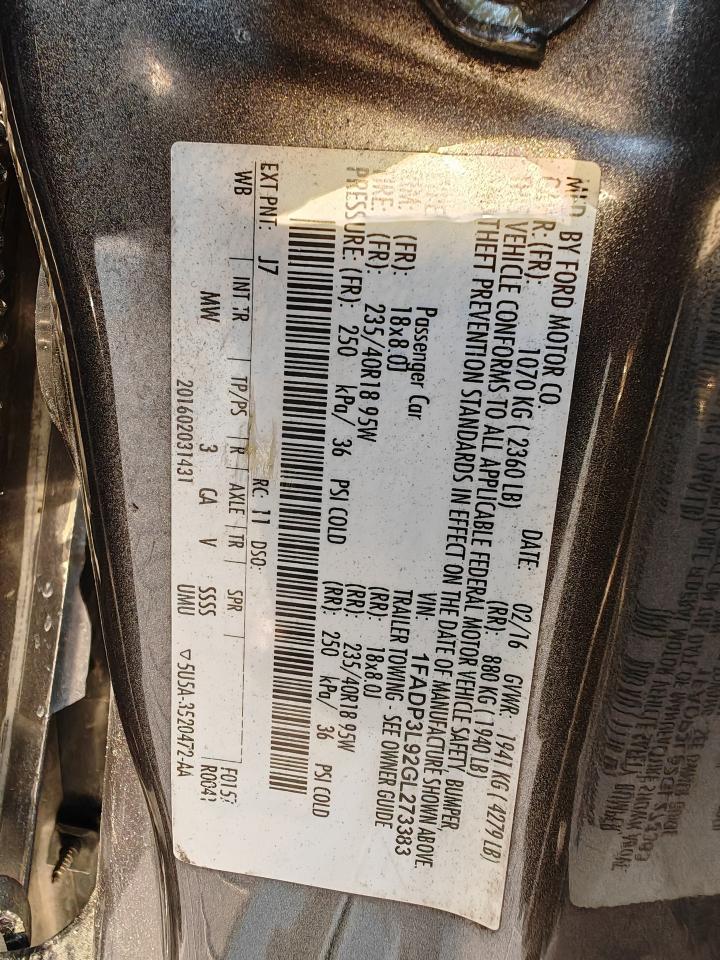 MFD. BY FORD MOTOR CO. DATE: 02/16 GVWR: 1941 KG ( 4279 LB)
R: (FR): 1070 KG ( 2360 LB) (RR): 880 KG ( 1940 LB)
VEHICLE CONFORMS TO ALL APPLICABLE FEDERAL MOTOR VEHICLE SAFETY, BUMPER,
THEFT PREVENTION STANDARDS IN EFFECT ON THE DATE OF MANUFACTURE SHOWN ABOVE.
VIN: 1FADP3L92GL273383
Passenger Car TRAILER TOWING - SEE OWNER GUIDE
(FR): 18x8.0J (RR): 18x8.0J
(FR): 235/40R18 95W (RR): 235/40R18 95W
PRESSURE: (FR): 250 kPa/ 36 PSI COLD (RR): 250 kPa/ 36 PSI COLD
EXT PNT: J7 RC: 11 DSO: F0157
WB INT TR TP/PS R AXLE TR SPR R0041
MW 3 CA V SSSS
201602031431 UMU ▽5U5A-3520472-AA